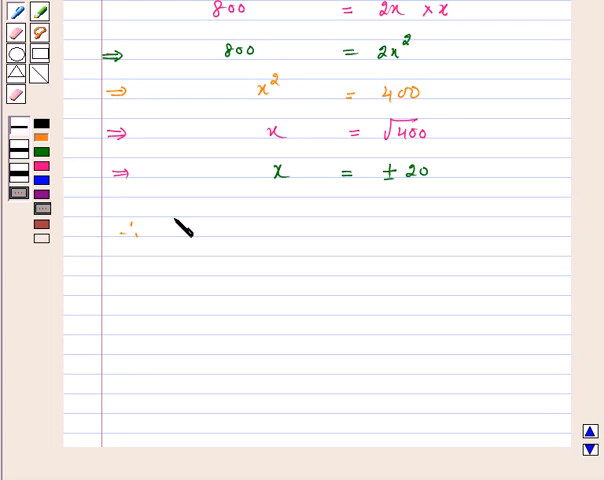 800 = 2x × x
⇒ 800 = 2x²
⇒ x² = 400
⇒ x = √400
⇒ x = ± 20
∴